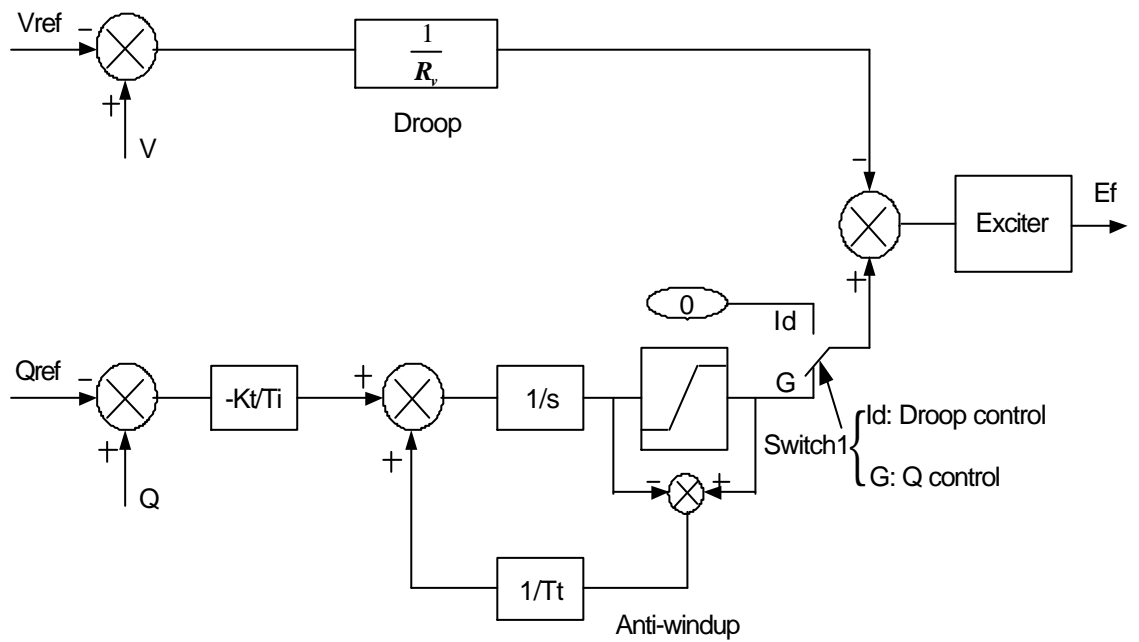 Vref
-
+
V
1
R_v
Droop
-
+
Exciter
Ef
0
Id
Qref
-
+
Q
-Kt/Ti
+
+
1/s
G
Switch1
{
Id: Droop control
G: Q control
-
+
1/Tt
Anti-windup